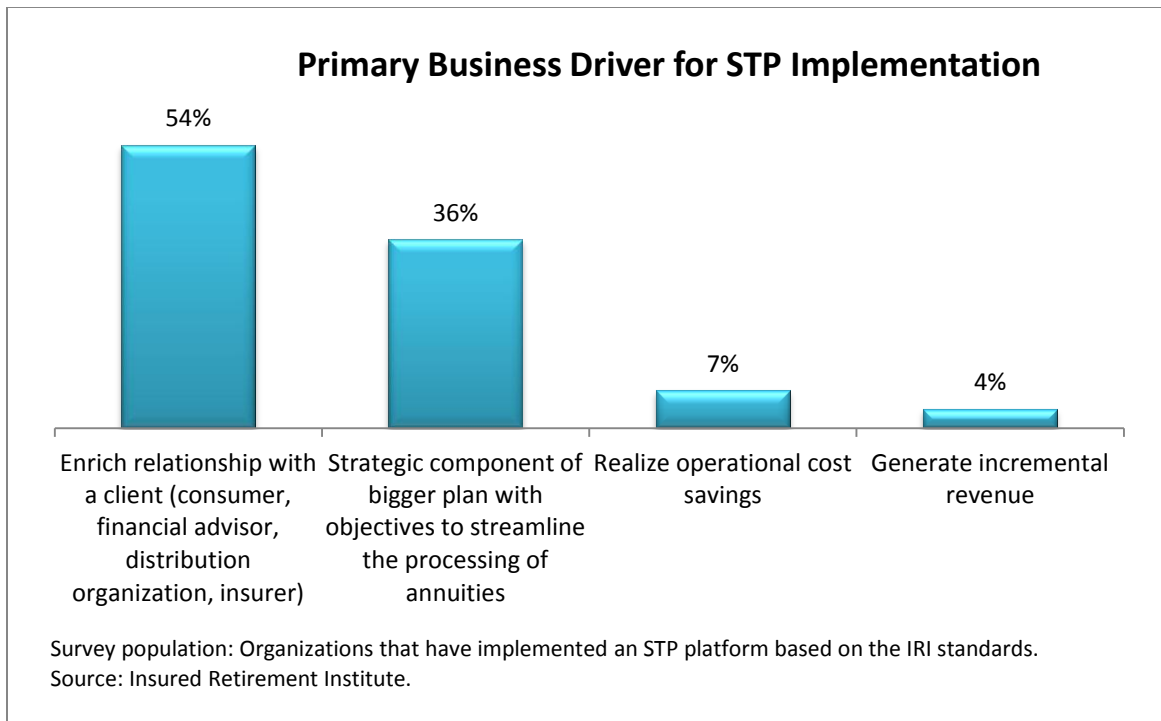 Primary Business Driver for STP Implementation
54%
36%
7%
4%
Enrich relationship with
a client (consumer,
financial advisor,
distribution
organization, insurer)
Strategic component of
bigger plan with
objectives to streamline
the processing of
annuities
Realize operational cost
savings
Generate incremental
revenue
Survey population: Organizations that have implemented an STP platform based on the IRI standards.
Source: Insured Retirement Institute.